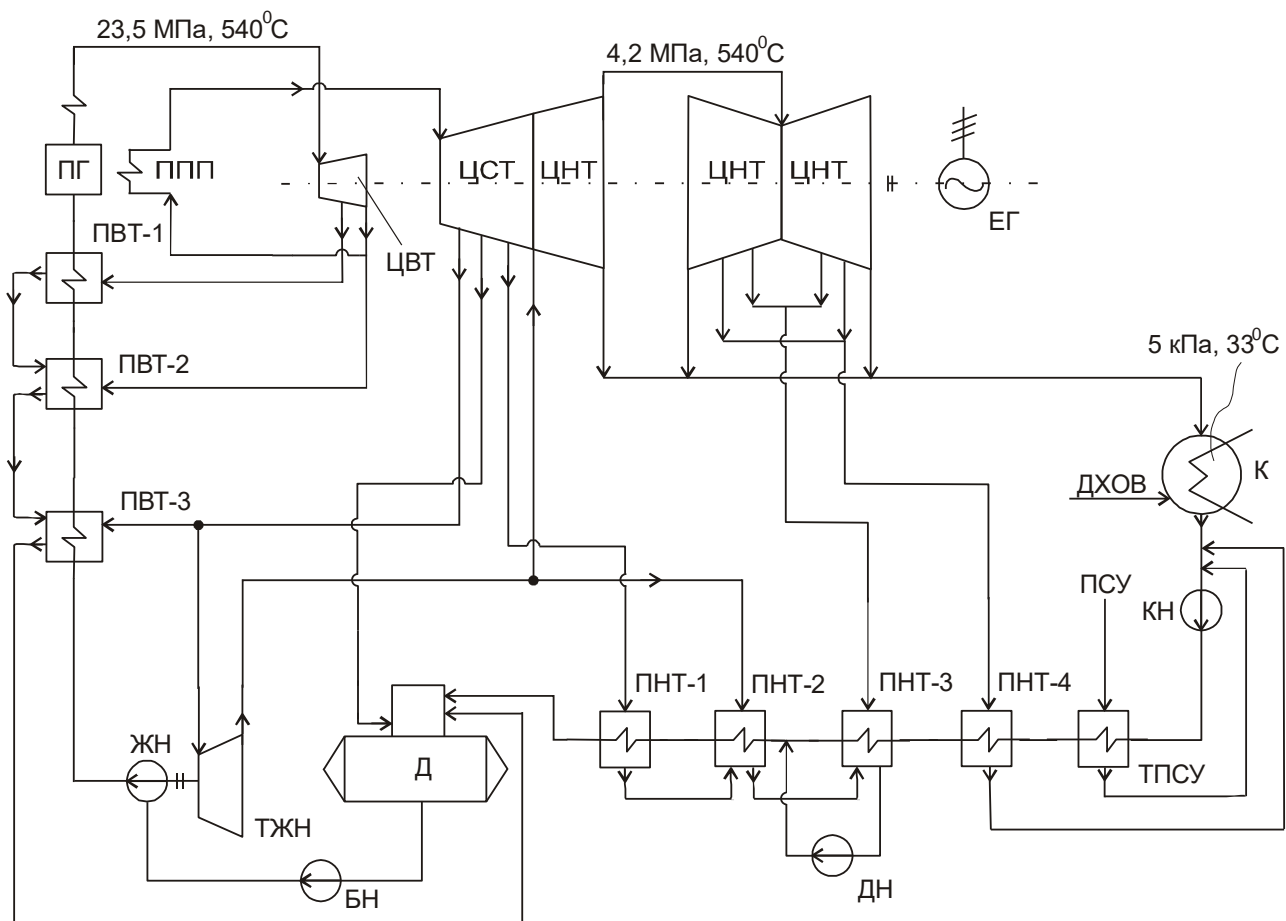 23,5 МПа, 540⁰С
4,2 МПа, 540⁰С
ПГ
ППП
ЦСТ
ЦНТ
ЦНТ
ЦНТ
ЕГ
ПВТ-1
ЦВТ
ПВТ-2
5 кПа, 33⁰С
К
ДХОВ
ПВТ-3
ПСУ
КН
ПНТ-1
ПНТ-2
ПНТ-3
ПНТ-4
ЖН
Д
ТПСУ
ТЖН
БН
ДН